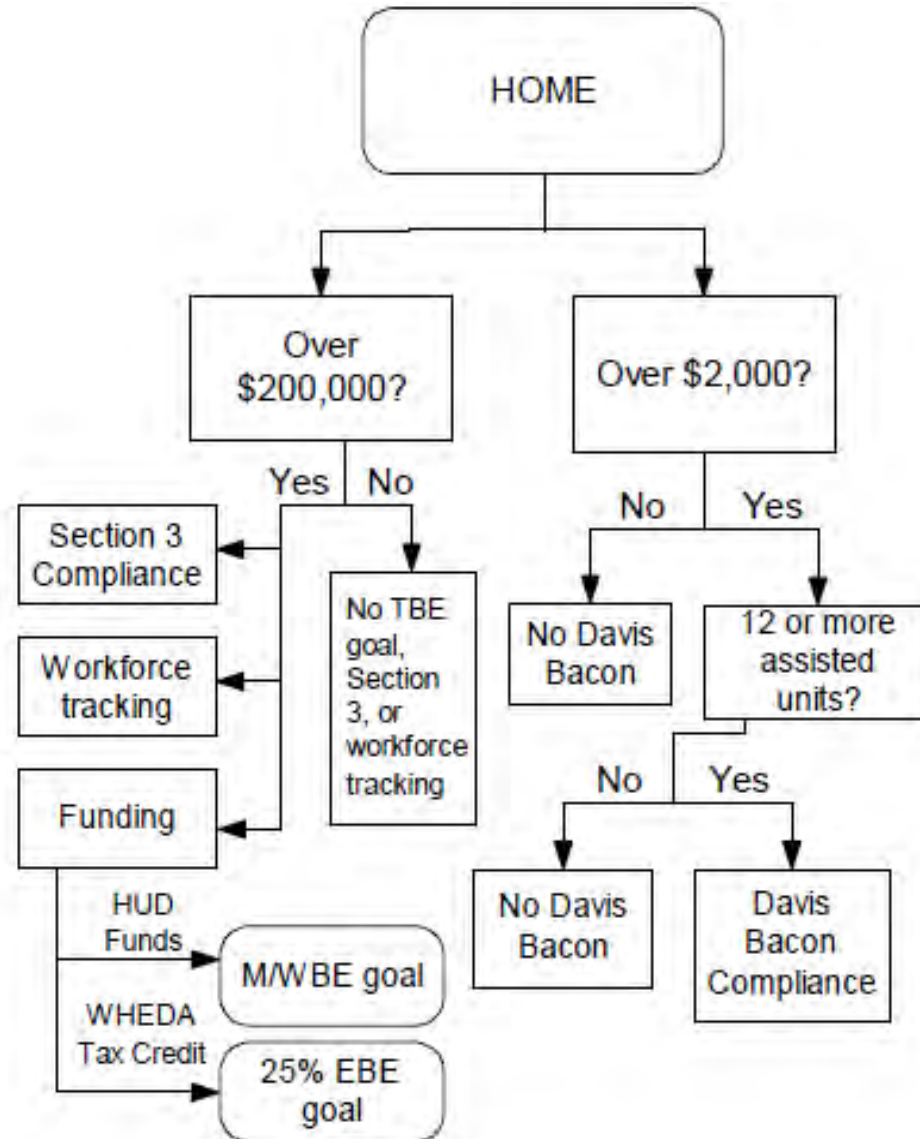 HOME
Over
$200,000?
Over $2,000?
Yes
No
Section 3
Compliance
Workforce
tracking
Funding
No TBE
goal,
Section
3, or
workforce
tracking
HUD
Funds
M/WBE goal
WHEDA
Tax Credit
25% EBE
goal
No
Yes
No Davis
Bacon
12 or more
assisted
units?
No
Yes
No Davis
Bacon
Davis
Bacon
Compliance